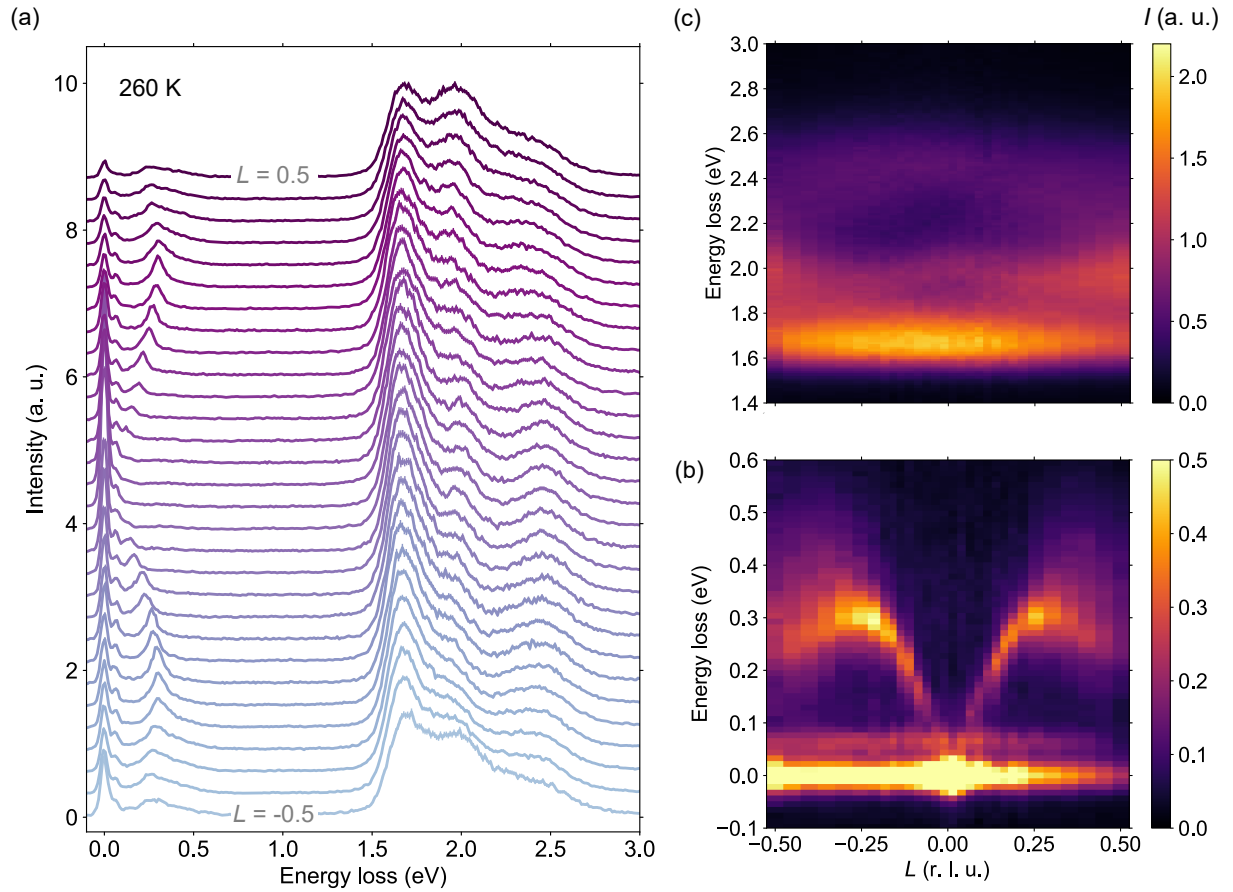 (a)
260 K
L = 0.5
L = -0.5
10
8
6
4
2
0
Intensity (a. u.)
0.0 0.5 1.0 1.5 2.0 2.5 3.0
Energy loss (eV)
(c)
I (a. u.)
3.0
2.8
2.6
2.4
2.2
2.0
1.8
1.6
1.4
Energy loss (eV)
2.0
1.5
1.0
0.5
0.0
(b)
0.6
0.5
0.4
0.3
0.2
0.1
0.0
-0.1
Energy loss (eV)
−0.50 −0.25 0.00 0.25 0.50
L (r. l. u.)
0.5
0.4
0.3
0.2
0.1
0.0